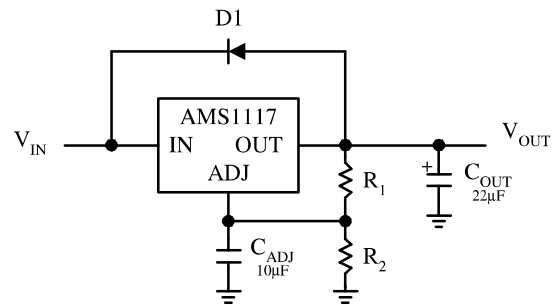 D1
AMS1117
V_IN
IN OUT
V_OUT
ADJ
R_1
+
C_OUT
22µF
C_ADJ
10µF
R_2